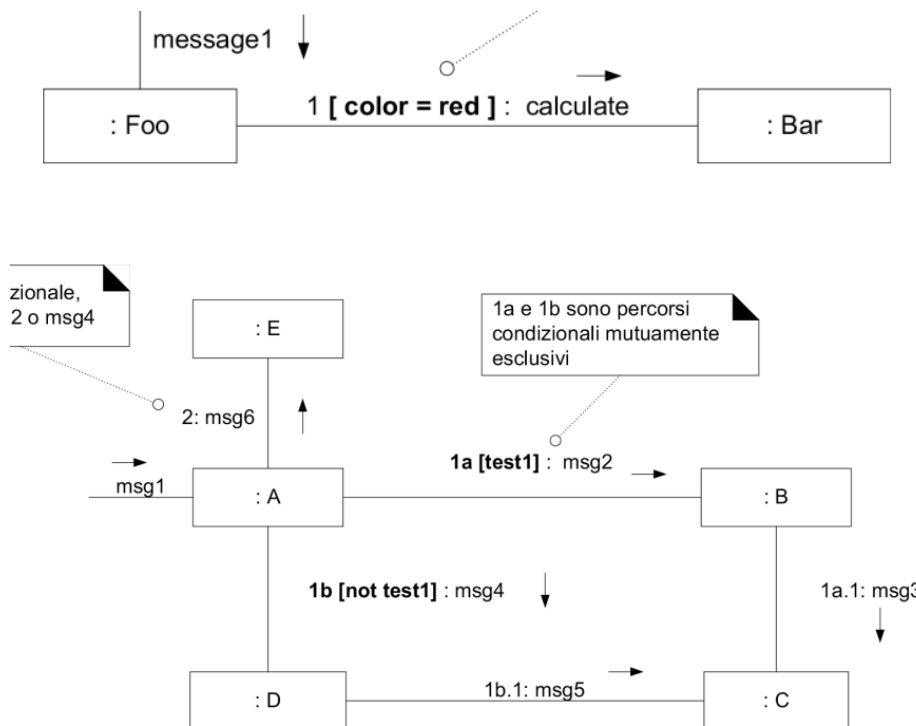 message1
1 [ color = red ] : calculate
: Foo
: Bar
zionale,
2 o msg4
: E
1a e 1b sono percorsi
condizionali mutuamente
esclusivi
2: msg6
1a [test1] : msg2
msg1
: A
: B
1b [not test1] : msg4
1a.1: msg3
: D
1b.1: msg5
: C